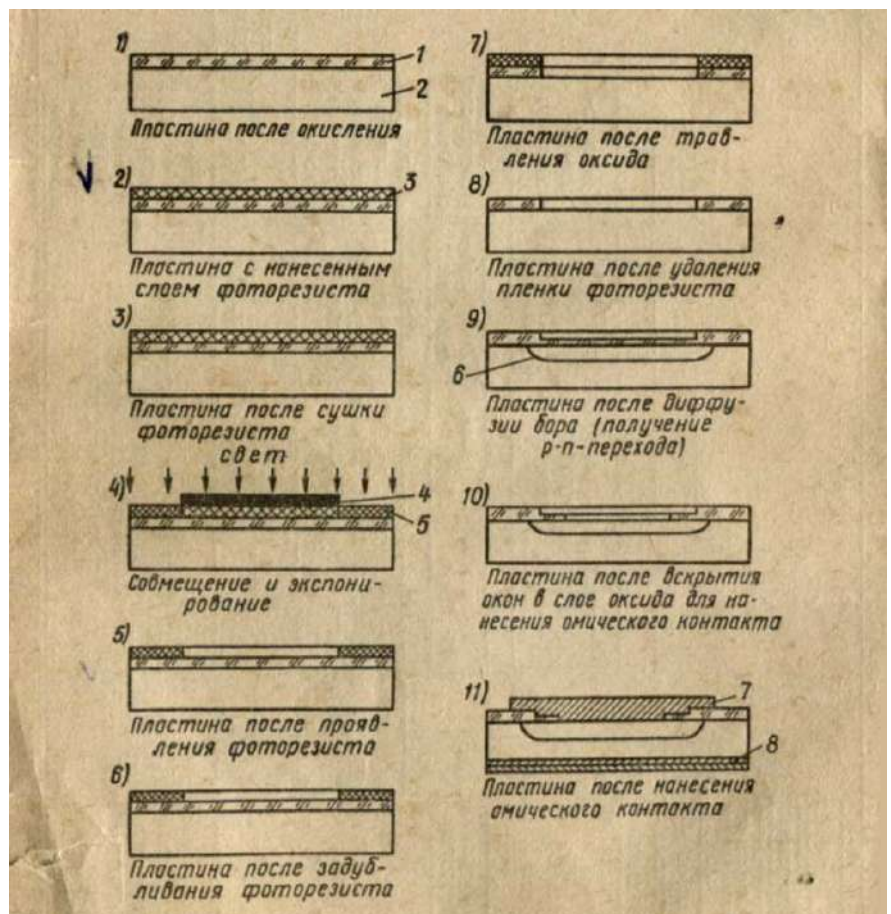 1)
1
2
Пластина после окисления
2)
3
Пластина с нанесенным
слоем фоторезиста
3)
Пластина после сушки
фоторезиста
свет
4)
4
5
Совмещение и экспони-
рование
5)
Пластина после прояв-
ления фоторезиста
6)
Пластина после задуб-
ливания фоторезиста
7)
Пластина после трав-
ления оксида
8)
Пластина после удаления
пленки фоторезиста
9)
6
Пластина после диффу-
зии бора (получение
р-п-перехода)
10)
Пластина после вскрытия
окон в слое оксида для на-
несения омического контакта
11)
7
8
Пластина после нанесения
омического контакта